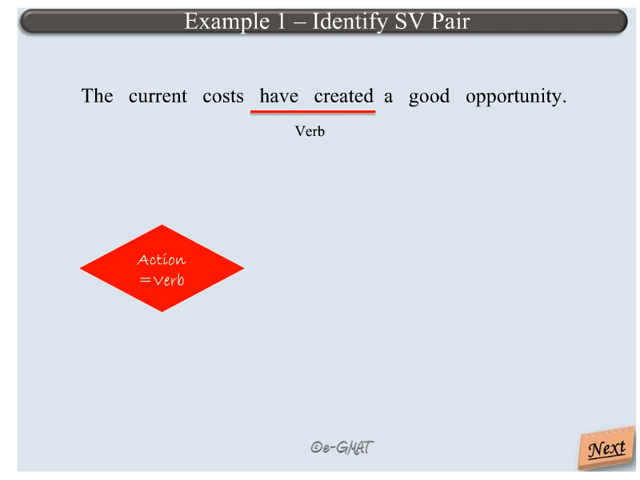 Example 1 – Identify SV Pair
The current costs have created a good opportunity.
Verb
Action
=Verb
©e-GMAT
Next